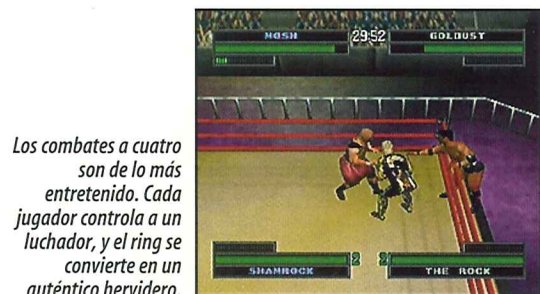 MOSH 29:52 GOLDUST
Los combates a cuatro
son de lo más
entretenido. Cada
jugador controla a un
luchador, y el ring se
convierte en un
auténtico hervidero.
2 2
SHAMROCK THE ROCK